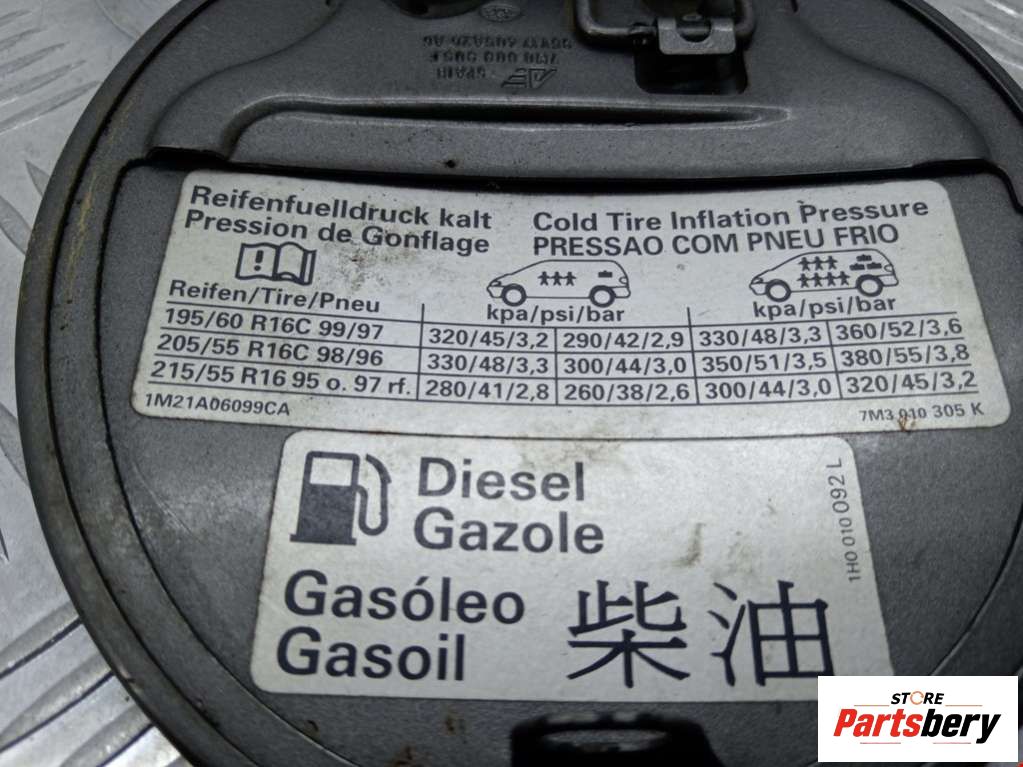 SPAIN
Reifenfuelldruck kalt
Pression de Gonflage
Cold Tire Inflation Pressure
PRESSAO COM PNEU FRIO
Reifen/Tire/Pneu
kpa/psi/bar kpa/psi/bar
195/60 R16C 99/97 320/45/3,2 290/42/2,9 330/48/3,3 360/52/3,6
205/55 R16C 98/96 330/48/3,3 300/44/3,0 350/51/3,5 380/55/3,8
215/55 R16 95 o. 97 rf. 280/41/2,8 260/38/2,6 300/44/3,0 320/45/3,2
1M21A06099CA 7M3 010 305 K
Diesel
Gazole
Gasóleo
Gasoil
柴油
1H0 010 092 L
STORE
Partsbery